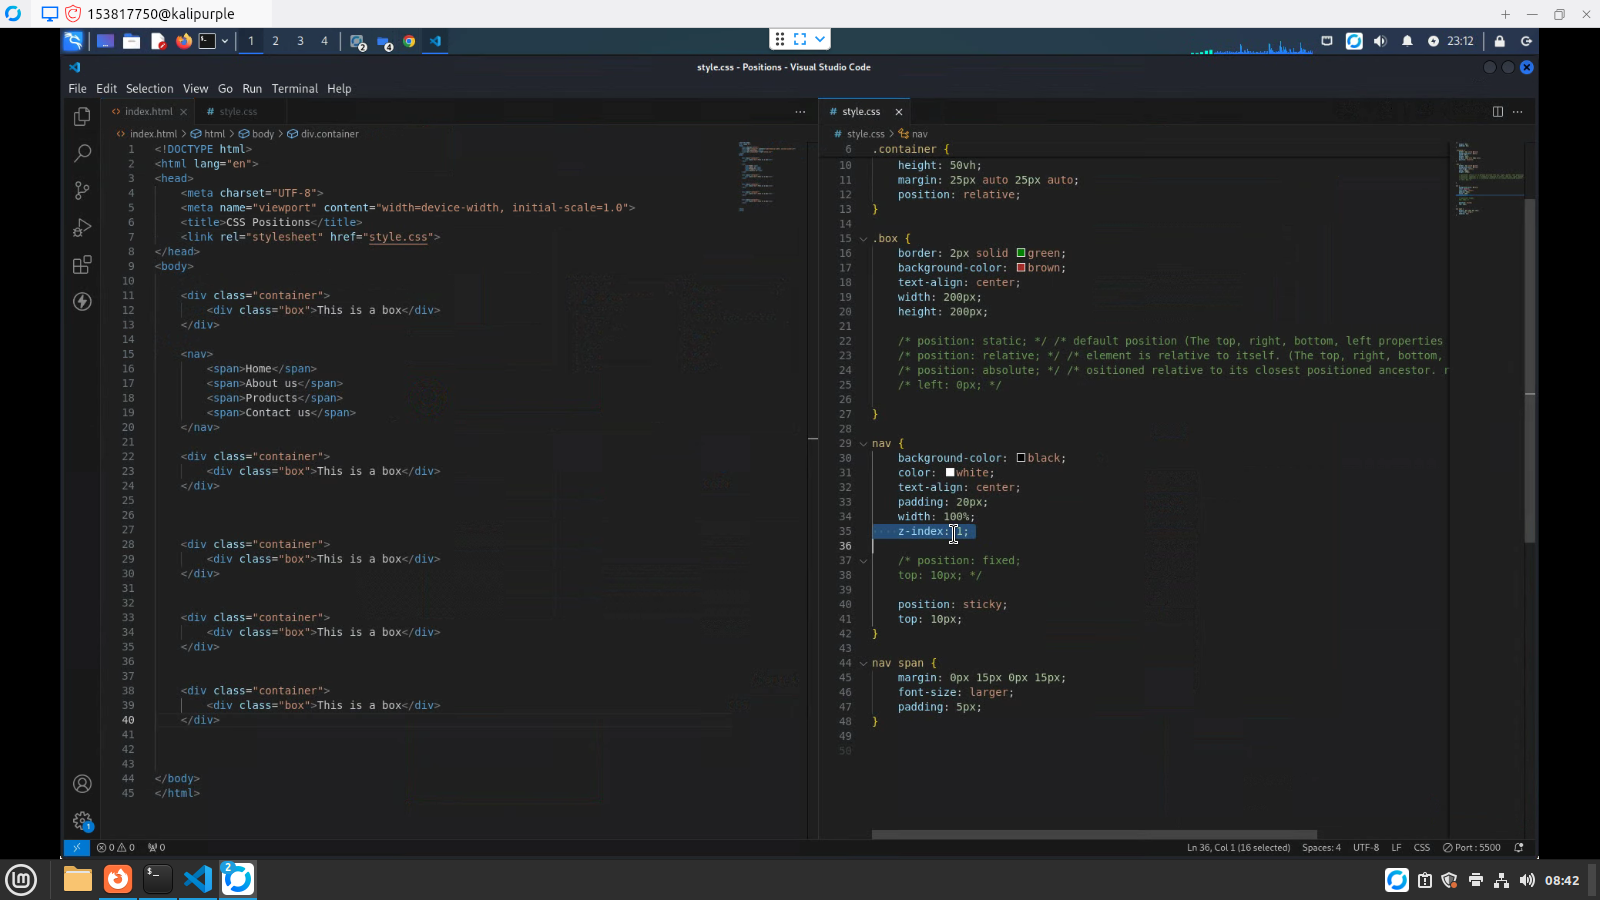 153817750@kalipurple
1 2 3 4
2
4
23:12
style.css - Positions - Visual Studio Code
File Edit Selection View Go Run Terminal Help
index.html
style.css
index.html > html > body > div.container
1 <!DOCTYPE html>
2 <html lang="en">
3 <head>
4 <meta charset="UTF-8">
5 <meta name="viewport" content="width=device-width, initial-scale=1.0">
6 <title>CSS Positions</title>
7 <link rel="stylesheet" href="style.css">
8 </head>
9 <body>
10
11 <div class="container">
12 <div class="box">This is a box</div>
13 </div>
14
15 <nav>
16 <span>Home</span>
17 <span>About us</span>
18 <span>Products</span>
19 <span>Contact us</span>
20 </nav>
21
22 <div class="container">
23 <div class="box">This is a box</div>
24 </div>
25
26
27
28 <div class="container">
29 <div class="box">This is a box</div>
30 </div>
31
32
33 <div class="container">
34 <div class="box">This is a box</div>
35 </div>
36
37
38 <div class="container">
39 <div class="box">This is a box</div>
40 </div>
41
42
43
44 </body>
45 </html>
style.css
style.css > nav
6 .container {
10 height: 50vh;
11 margin: 25px auto 25px auto;
12 position: relative;
13 }
14
15 .box {
16 border: 2px solid green;
17 background-color: brown;
18 text-align: center;
19 width: 200px;
20 height: 200px;
21
22 /* position: static; */ /* default position (The top, right, bottom, left properties
23 /* position: relative; */ /* element is relative to itself. (The top, right, bottom,
24 /* position: absolute; */ /* ositioned relative to its closest positioned ancestor. r
25 /* left: 0px; */
26
27 }
28
29 nav {
30 background-color: black;
31 color: white;
32 text-align: center;
33 padding: 20px;
34 width: 100%;
35 z-index: 1;
36
37 /* position: fixed;
38 top: 10px; */
39
40 position: sticky;
41 top: 10px;
42 }
43
44 nav span {
45 margin: 0px 15px 0px 15px;
46 font-size: larger;
47 padding: 5px;
48 }
49
50
1
0 0 0
Ln 36, Col 1 (16 selected) Spaces: 4 UTF-8 LF CSS Port : 5500
2
08:42